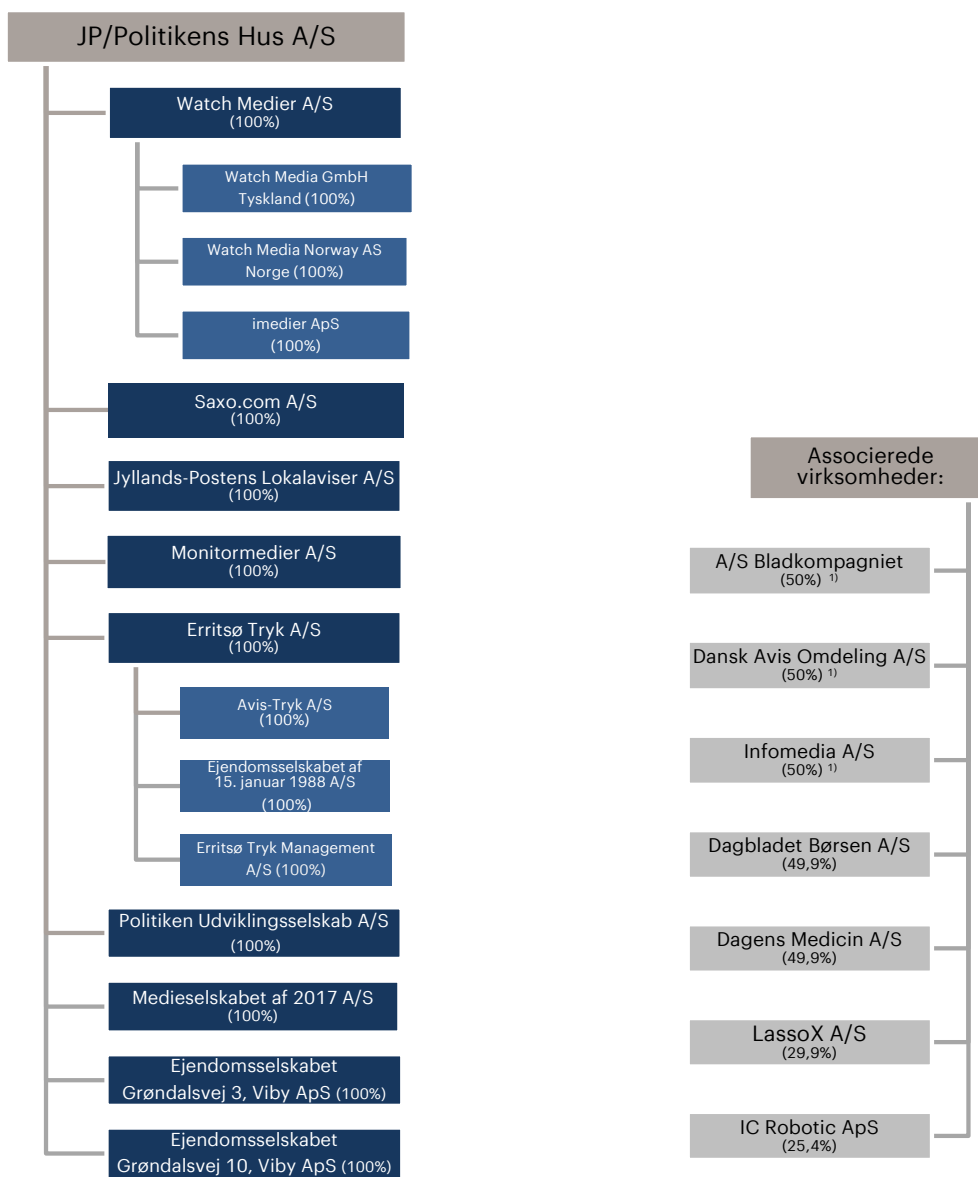 JP/Politikens Hus A/S
Watch Medier A/S
(100%)
Watch Media GmbH
Tyskland (100%)
Watch Media Norway AS
Norge (100%)
imedier ApS
(100%)
Saxo.com A/S
(100%)
Jyllands-Postens Lokalaviser A/S
(100%)
Monitormedier A/S
(100%)
Erritsø Tryk A/S
(100%)
Avis-Tryk A/S
(100%)
Ejendomsselskabet af
15. januar 1988 A/S
(100%)
Erritsø Tryk Management
A/S (100%)
Politiken Udviklingsselskab A/S
(100%)
Medieselskabet af 2017 A/S
(100%)
Ejendomsselskabet
Grøndalsvej 3, Viby ApS (100%)
Ejendomsselskabet
Grøndalsvej 10, Viby ApS (100%)
Associerede
virksomheder:
A/S Bladkompagniet
(50%) 1)
Dansk Avis Omdeling A/S
(50%) 1)
Infomedia A/S
(50%) 1)
Dagbladet Børsen A/S
(49,9%)
Dagens Medicin A/S
(49,9%)
LassoX A/S
(29,9%)
IC Robotic ApS
(25,4%)